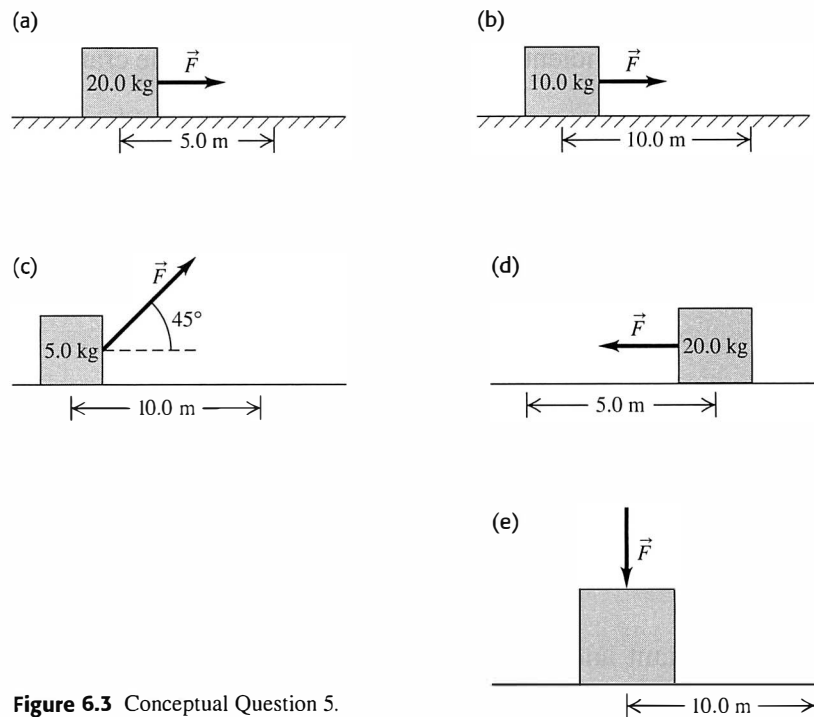 (a)
(b)
F⃗
20.0 kg
5.0 m
F⃗
10.0 kg
10.0 m
(c)
(d)
F⃗
45°
5.0 kg
10.0 m
F⃗
20.0 kg
5.0 m
(e)
F⃗
10.0 m
Figure 6.3 Conceptual Question 5.